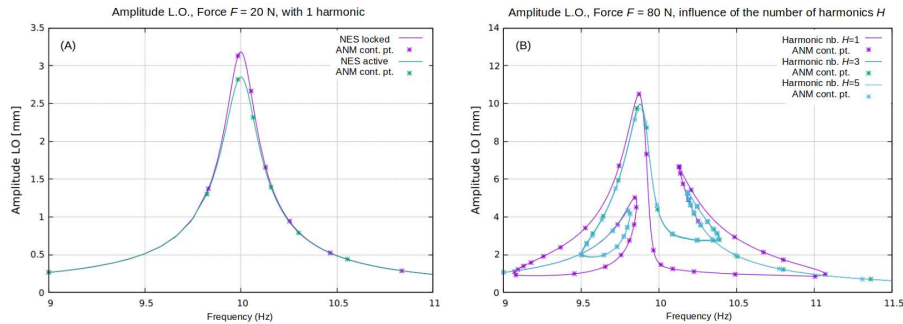 Amplitude L.O., Force F = 20 N, with 1 harmonic
(A)
NES locked
ANM cont. pt.
NES active
ANM cont. pt.
Amplitude LO [mm]
3.5
3
2.5
2
1.5
1
0.5
0
9
9.5
10
10.5
11
Frequency (Hz)
Amplitude L.O., Force F = 80 N, influence of the number of harmonics H
(B)
Harmonic nb. H=1
ANM cont. pt.
Harmonic nb. H=3
ANM cont. pt.
Harmonic nb. H=5
ANM cont. pt.
Amplitude LO [mm]
14
12
10
8
6
4
2
0
9
9.5
10
10.5
11
11.5
Frequency (Hz)